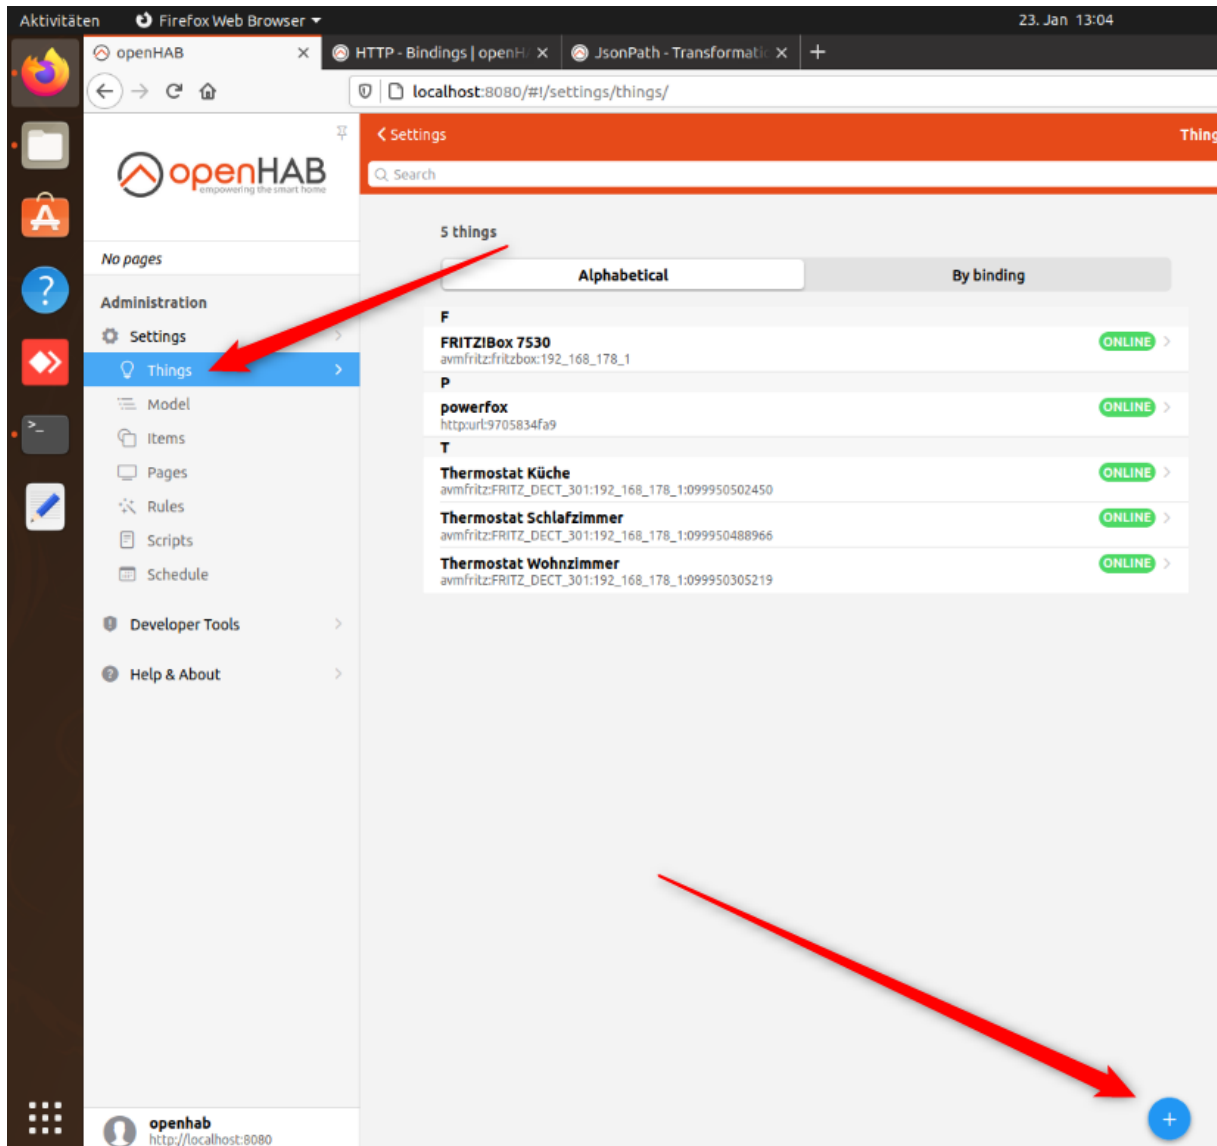 Aktivitäten Firefox Web Browser 23. Jan 13:04
openHAB HTTP - Bindings | openH JsonPath - Transformatic
localhost:8080/#!/settings/things/
openHAB
empowering the smart home
No pages
Administration
Settings
Things
Model
Items
Pages
Rules
Scripts
Schedule
Developer Tools
Help & About
openhab
http://localhost:8080
Settings Thing
Search
5 things
Alphabetical By binding
F
FRITZ!Box 7530 ONLINE
avmfritz:fritzbox:192_168_178_1
P
powerfox ONLINE
http:url:9705834fa9
T
Thermostat Küche ONLINE
avmfritz:FRITZ_DECT_301:192_168_178_1:099950502450
Thermostat Schlafzimmer ONLINE
avmfritz:FRITZ_DECT_301:192_168_178_1:099950488966
Thermostat Wohnzimmer ONLINE
avmfritz:FRITZ_DECT_301:192_168_178_1:099950305219